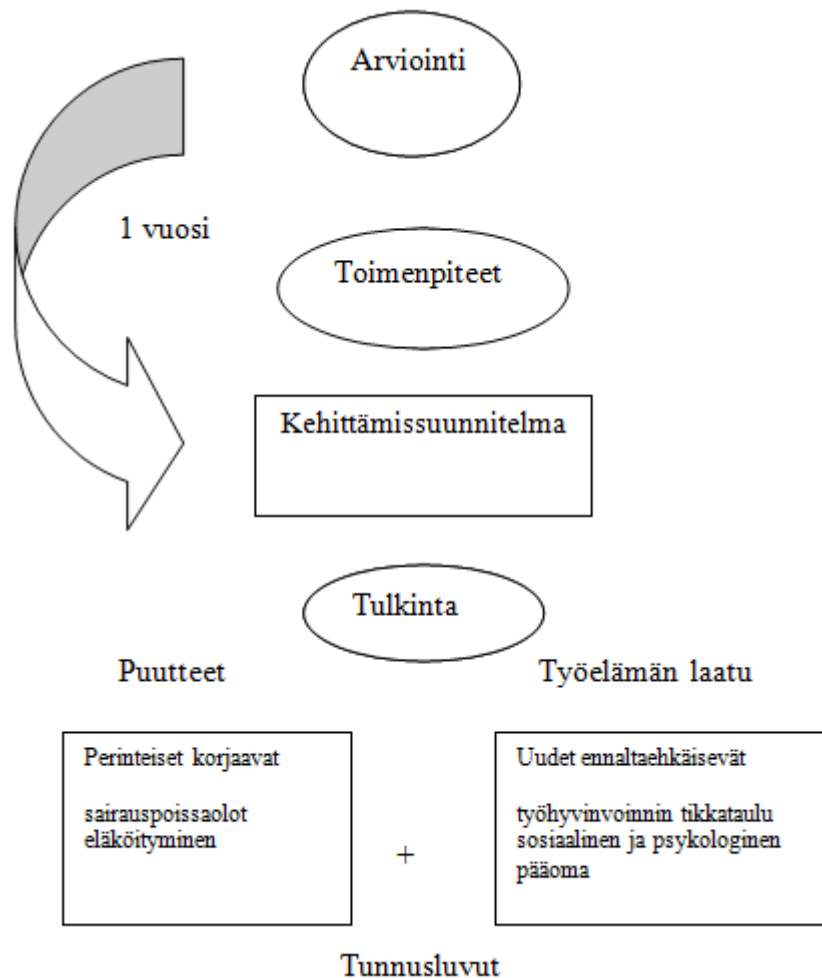 Arviointi
1 vuosi
Toimenpiteet
Kehittämissuunnitelma
Tulkinta
Puutteet
Työelämän laatu
Perinteiset korjaavat
sairauspoissaolot
eläköityminen
+
Uudet ennaltaehkäisevät
työhyvinvoinnin tikkataulu
sosiaalinen ja psykologinen
pääoma
Tunnusluvut